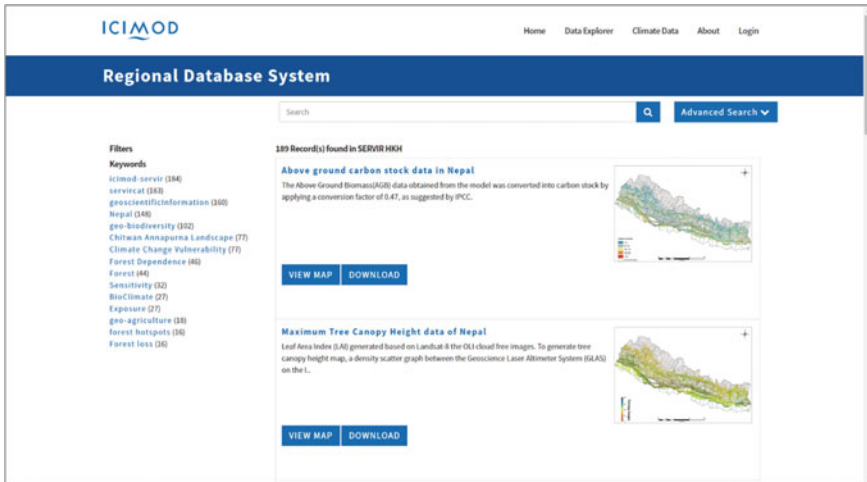 ICIMOD
Home Data Explorer Climate Data About Login
Regional Database System
Search
Advanced Search
Filters
Keywords
icimod-servir (184)
servircat (183)
geoscientificInformation (160)
Nepal (148)
geo-biodiversity (102)
Chitwan Annapurna Landscape (77)
Climate Change Vulnerability (77)
Forest Dependence (46)
Forest (44)
Sensitivity (32)
BioClimate (27)
Exposure (27)
geo-agriculture (18)
forest hotspots (16)
Forest loss (16)
189 Record(s) found in SERVIR HKH
Above ground carbon stock data in Nepal
The Above Ground Biomass(AGB) data obtained from the model was converted into carbon stock by
applying a conversion factor of 0.47, as suggested by IPCC.
VIEW MAP DOWNLOAD
Maximum Tree Canopy Height data of Nepal
Leaf Area Index (LAI) generated based on Landsat-8 the OLI cloud free images. To generate tree
canopy height map, a density scatter graph between the Geoscience Laser Altimeter System (GLAS)
on the I..
VIEW MAP DOWNLOAD